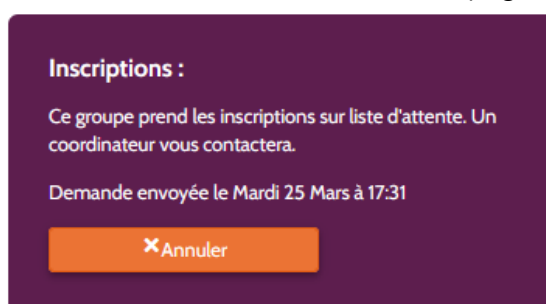 Inscriptions :
Ce groupe prend les inscriptions sur liste d'attente. Un
coordinateur vous contactera.
Demande envoyée le Mardi 25 Mars à 17:31
×Annuler